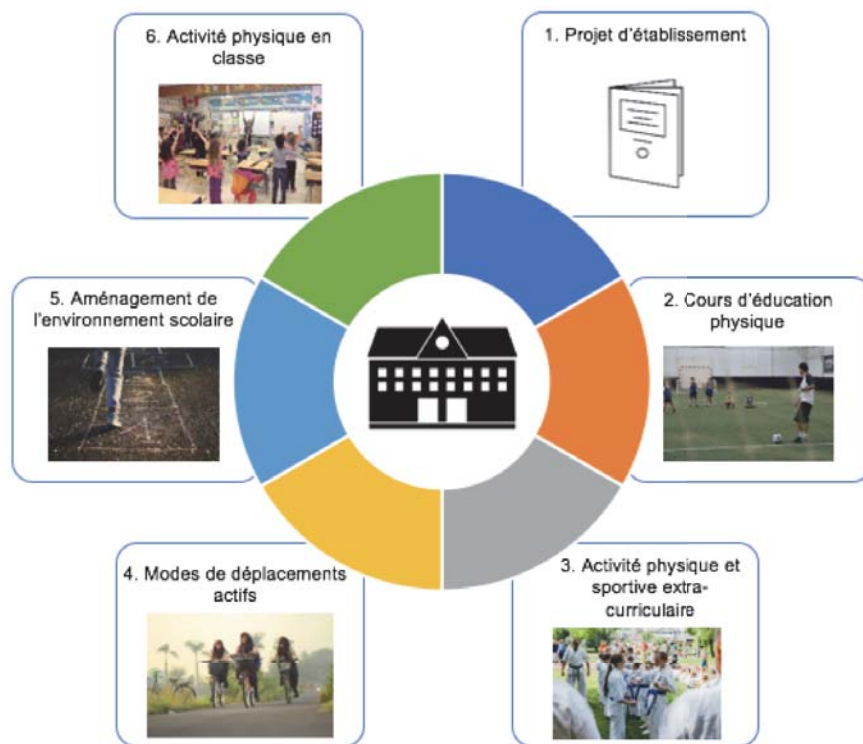 1. Projet d'établissement
2. Cours d'éducation
physique
3. Activité physique et
sportive extra-
curriculaire
4. Modes de déplacements
actifs
5. Aménagement de
l'environnement scolaire
6. Activité physique en
classe